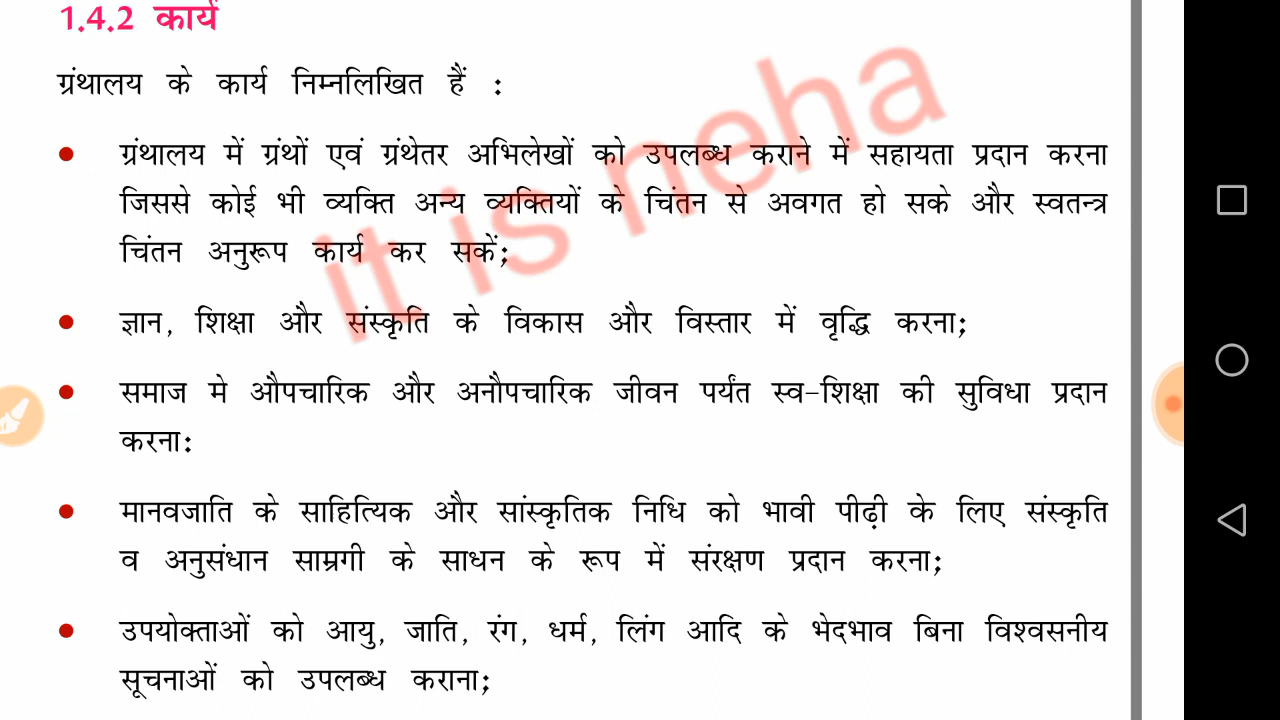 1.4.2 कार्य
ग्रंथालय के कार्य निम्नलिखित हैं :
● ग्रंथालय में ग्रंथों एवं ग्रंथेतर अभिलेखों को उपलब्ध कराने में सहायता प्रदान करना
जिससे कोई भी व्यक्ति अन्य व्यक्तियों के चिंतन से अवगत हो सके और स्वतन्त्र
चिंतन अनुरूप कार्य कर सकें;
● ज्ञान, शिक्षा और संस्कृति के विकास और विस्तार में वृद्धि करना;
● समाज मे औपचारिक और अनौपचारिक जीवन पर्यंत स्व-शिक्षा की सुविधा प्रदान
करना:
● मानवजाति के साहित्यिक और सांस्कृतिक निधि को भावी पीढ़ी के लिए संस्कृति
व अनुसंधान साम्रगी के साधन के रूप में संरक्षण प्रदान करना;
● उपयोक्ताओं को आयु, जाति, रंग, धर्म, लिंग आदि के भेदभाव बिना विश्वसनीय
सूचनाओं को उपलब्ध कराना;
it is neha